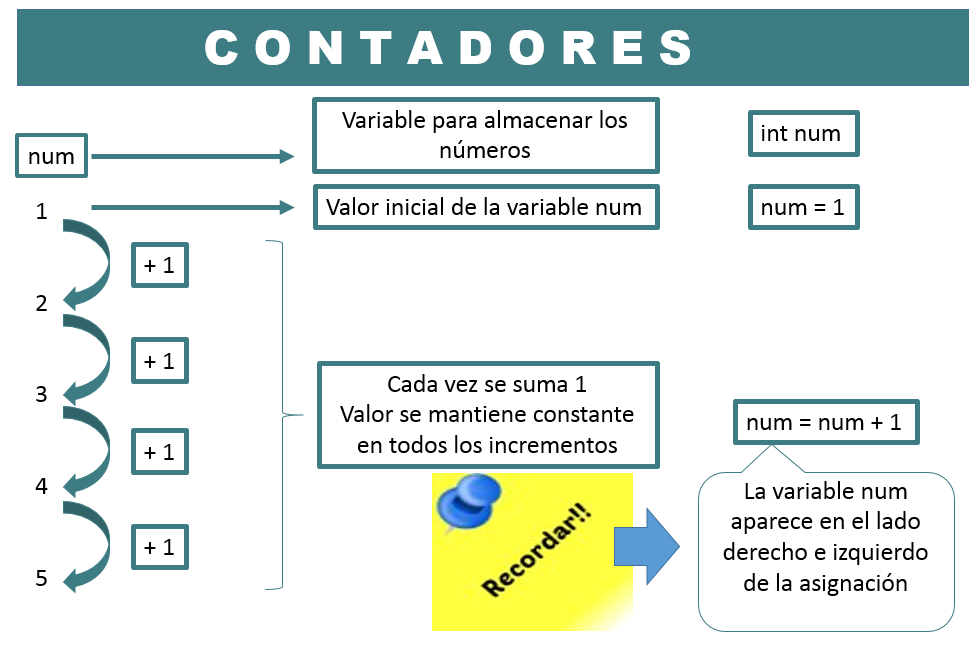 CONTADORES
num
Variable para almacenar los
números
int num
1
Valor inicial de la variable num
num = 1
+ 1
2
+ 1
3
Cada vez se suma 1
Valor se mantiene constante
en todos los incrementos
num = num + 1
+ 1
4
La variable num
aparece en el lado
derecho e izquierdo
de la asignación
Recordar!!
+ 1
5